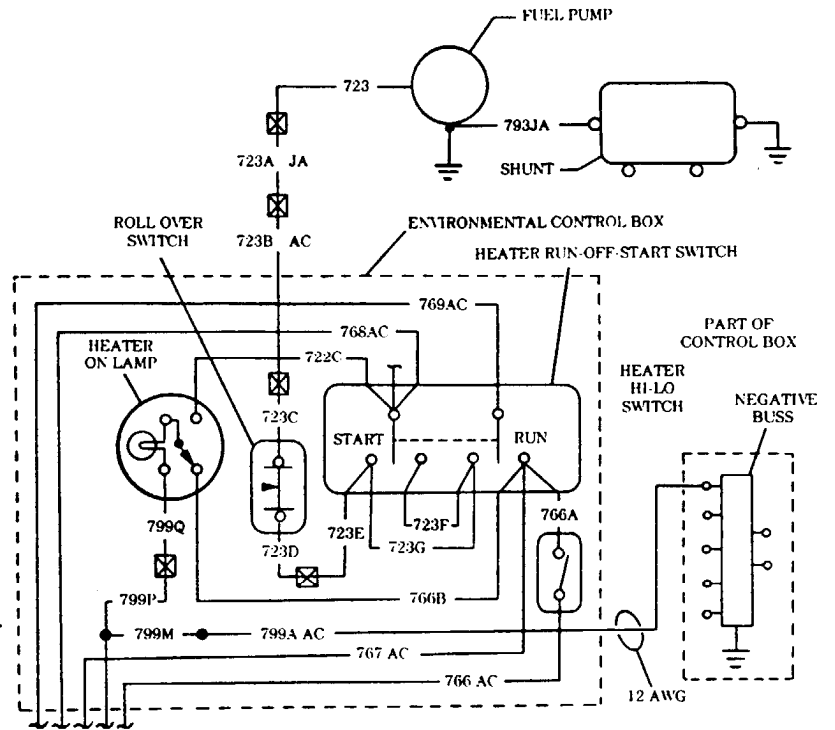 FUEL PUMP
723
793JA
723A JA
SHUNT
ROLL OVER
SWITCH
723B AC
ENVIRONMENTAL CONTROL BOX
HEATER RUN-OFF-START SWITCH
769AC
768AC
PART OF
CONTROL BOX
HEATER
ON LAMP
722C
HEATER
HI-LO
SWITCH
NEGATIVE
BUSS
723C
START
RUN
799Q
723E
723F
766A
723D
723G
799P
766B
799M
799A AC
767 AC
766 AC
12 AWG